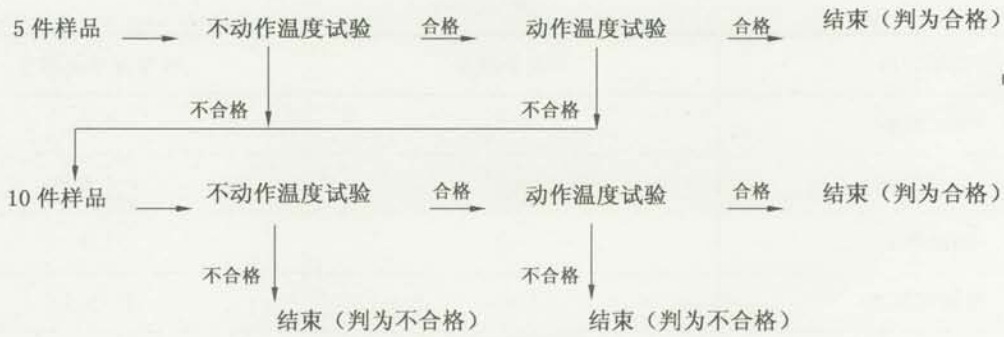 5 件样品 不动作温度试验 合格 动作温度试验 合格 结束（判为合格）
不合格 不合格
10 件样品 不动作温度试验 合格 动作温度试验 合格 结束（判为合格）
不合格 不合格
结束（判为不合格） 结束（判为不合格）